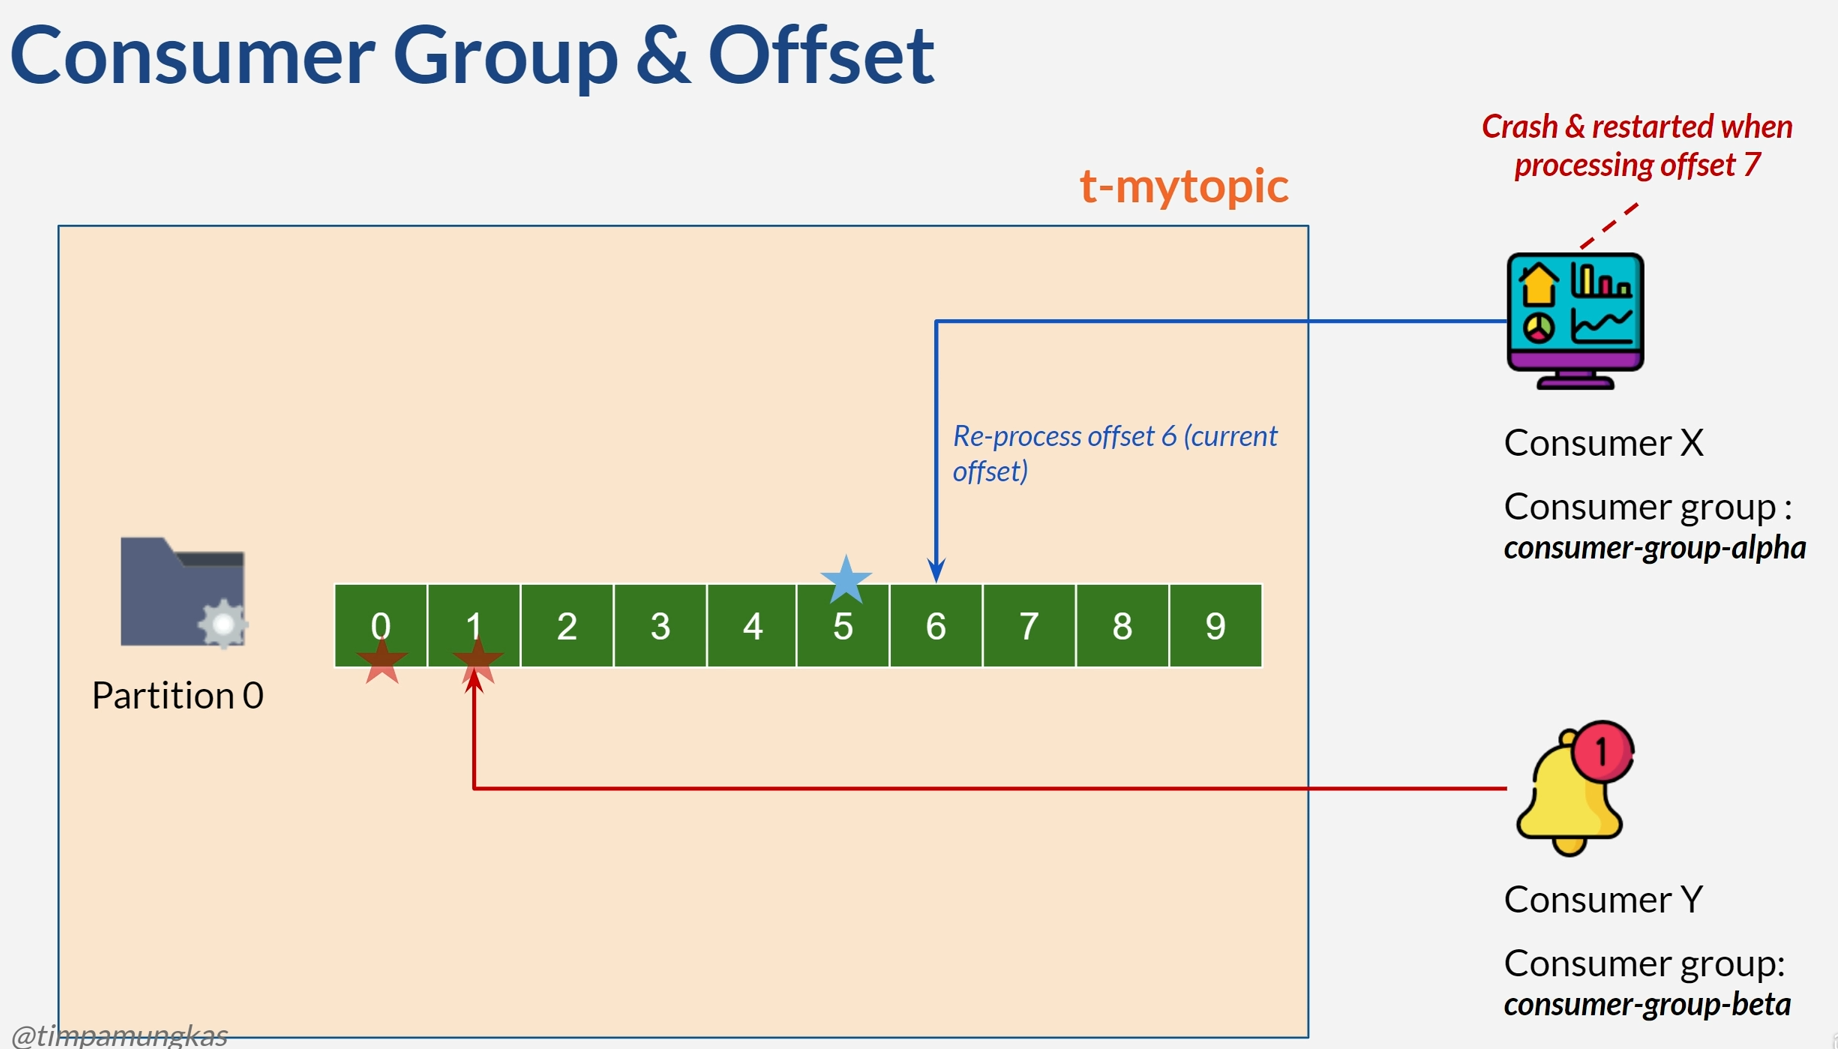 Consumer Group & Offset
Crash & restarted when
processing offset 7
t-mytopic
Re-process offset 6 (current
offset)
Consumer X
Consumer group :
consumer-group-alpha
0 1 2 3 4 5 6 7 8 9
Partition 0
1
Consumer Y
Consumer group:
consumer-group-beta
@timpamungkas